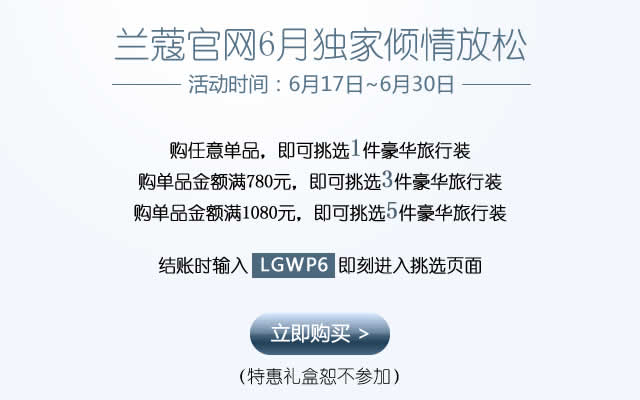 兰蔻官网6月独家倾情放松
活动时间：6月17日~6月30日
购任意单品，即可挑选1件豪华旅行装
购单品金额满780元，即可挑选3件豪华旅行装
购单品金额满1080元，即可挑选5件豪华旅行装
结账时输入 LGWP6 即刻进入挑选页面
立即购买 >
（特惠礼盒恕不参加）